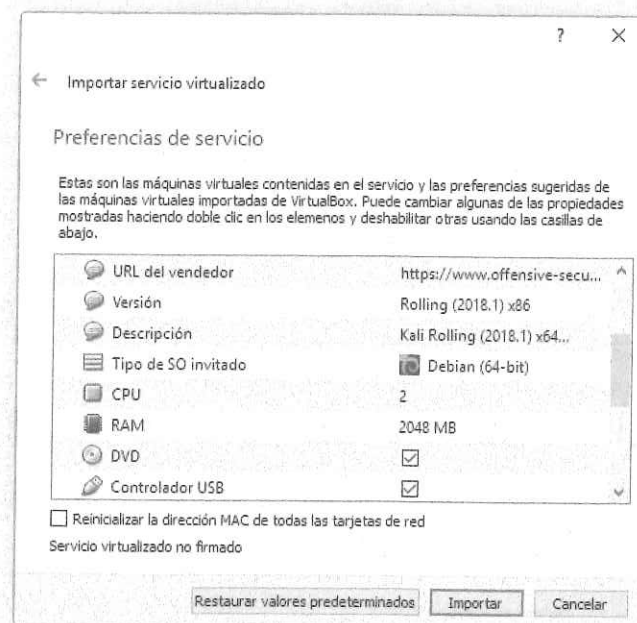 ?
Importar servicio virtualizado
Preferencias de servicio
Estas son las máquinas virtuales contenidas en el servicio y las preferencias sugeridas de
las máquinas virtuales importadas de VirtualBox. Puede cambiar algunas de las propiedades
mostradas haciendo doble clic en los elemenos y deshabilitar otras usando las casillas de
abajo.
URL del vendedor https://www.offensive-secu...
Versión Rolling (2018.1) x86
Descripción Kali Rolling (2018.1) x64...
Tipo de SO invitado Debian (64-bit)
CPU 2
RAM 2048 MB
DVD
Controlador USB
Reinicializar la dirección MAC de todas las tarjetas de red
Servicio virtualizado no firmado
Restaurar valores predeterminados Importar Cancelar